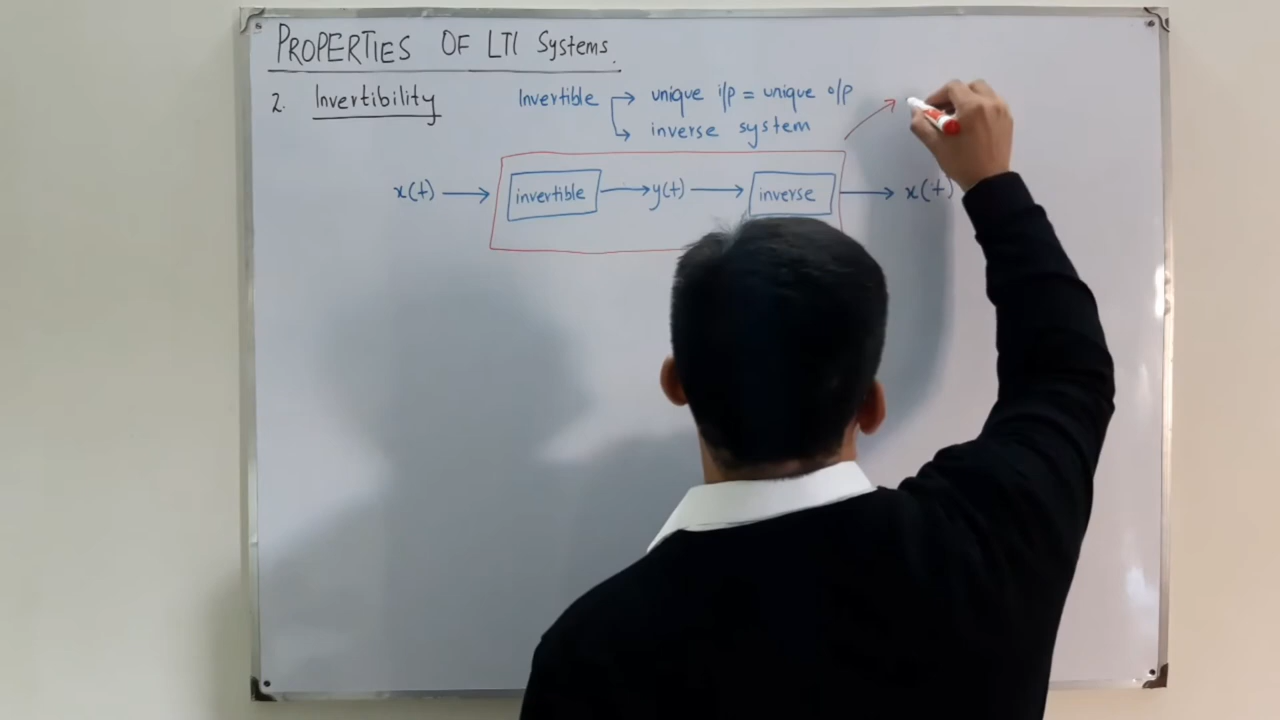 PROPERTIES OF LTI Systems.
2. Invertibility
Invertible → unique i/p = unique o/p
↳ inverse system
x(t) → invertible → y(t) → inverse → x(t)